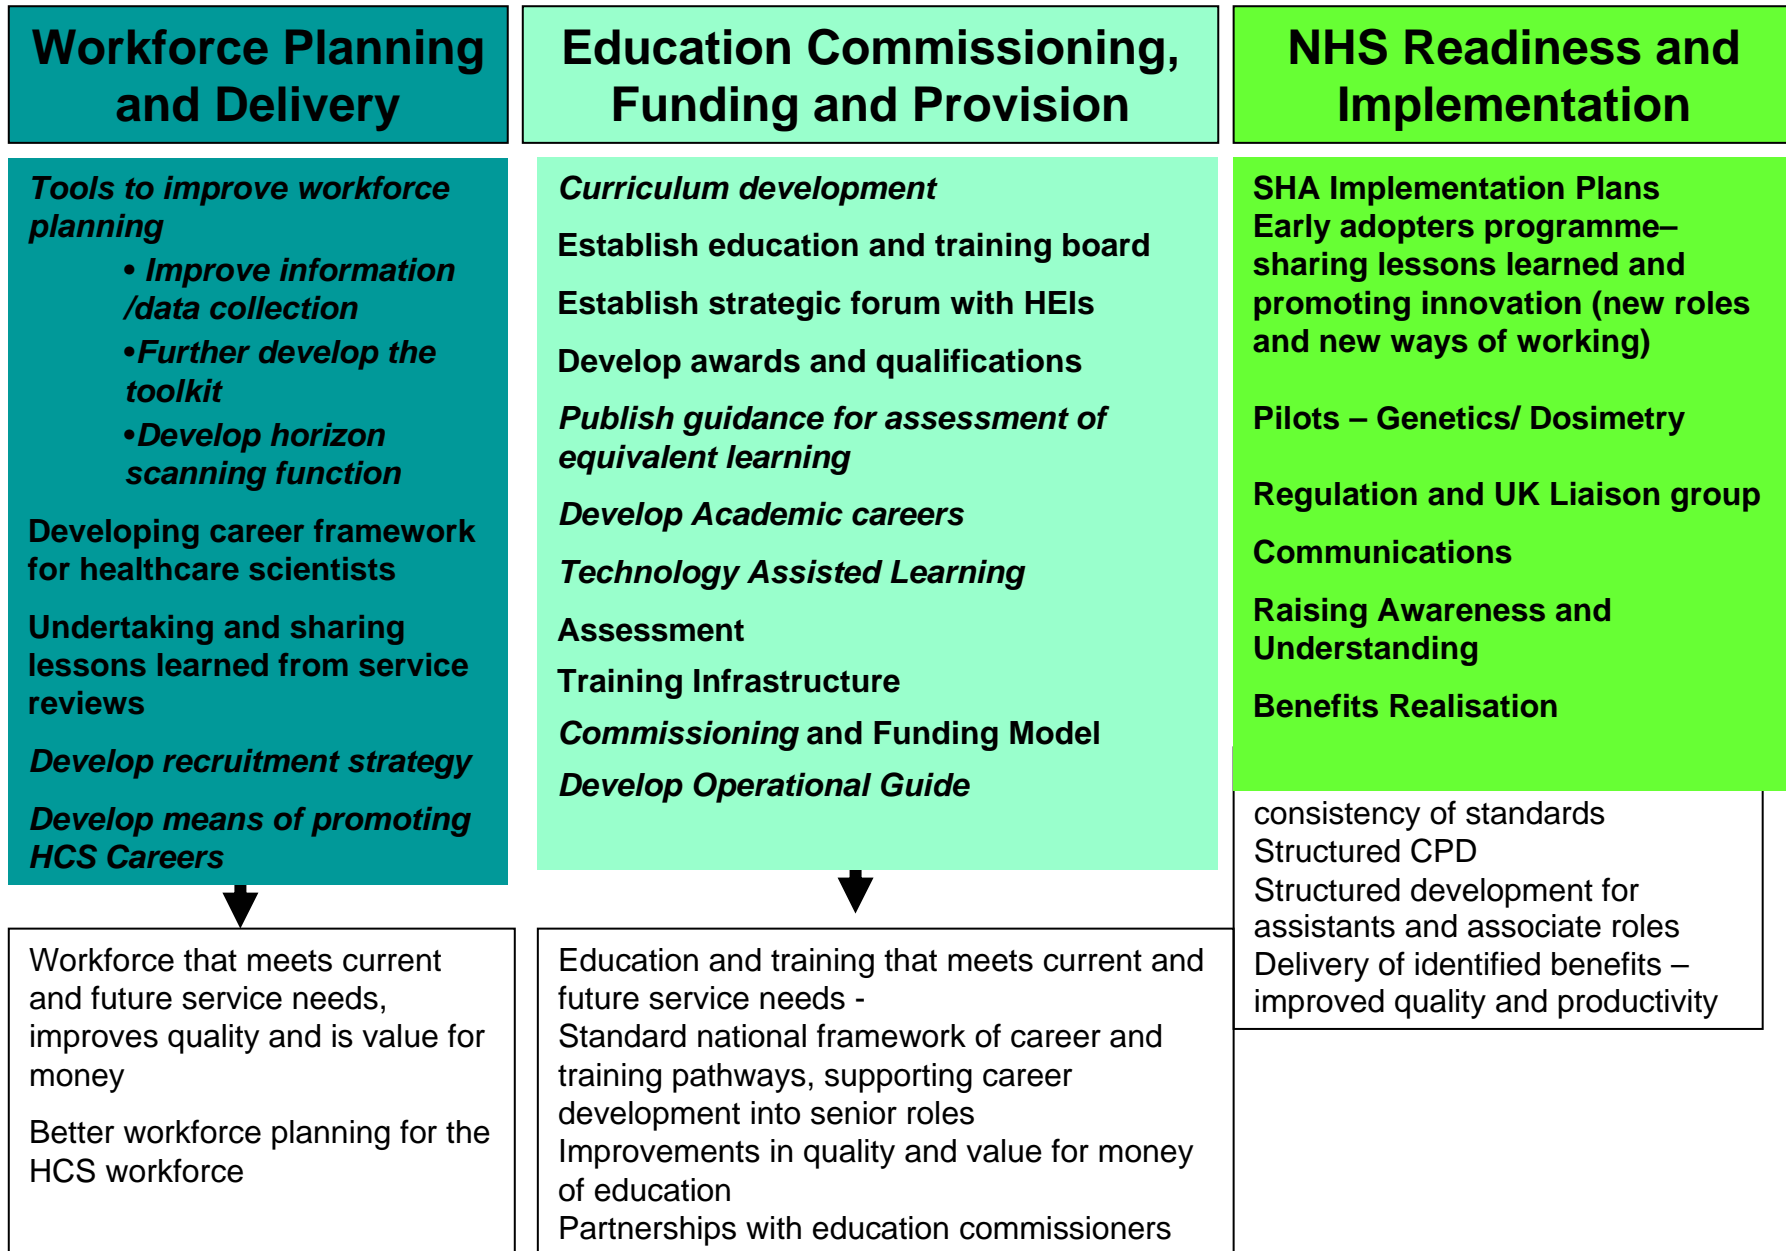 Workforce Planning
and Delivery
Tools to improve workforce
planning
• Improve information
/data collection
•Further develop the
toolkit
•Develop horizon
scanning function
Developing career framework
for healthcare scientists
Undertaking and sharing
lessons learned from service
reviews
Develop recruitment strategy
Develop means of promoting
HCS Careers
Workforce that meets current
and future service needs,
improves quality and is value for
money
Better workforce planning for the
HCS workforce
Education Commissioning,
Funding and Provision
Curriculum development
Establish education and training board
Establish strategic forum with HEIs
Develop awards and qualifications
Publish guidance for assessment of
equivalent learning
Develop Academic careers
Technology Assisted Learning
Assessment
Training Infrastructure
Commissioning and Funding Model
Develop Operational Guide
Education and training that meets current and
future service needs -
Standard national framework of career and
training pathways, supporting career
development into senior roles
Improvements in quality and value for money
of education
Partnerships with education commissioners
NHS Readiness and
Implementation
SHA Implementation Plans
Early adopters programme–
sharing lessons learned and
promoting innovation (new roles
and new ways of working)
Pilots – Genetics/ Dosimetry
Regulation and UK Liaison group
Communications
Raising Awareness and
Understanding
Benefits Realisation
consistency of standards
Structured CPD
Structured development for
assistants and associate roles
Delivery of identified benefits –
improved quality and productivity